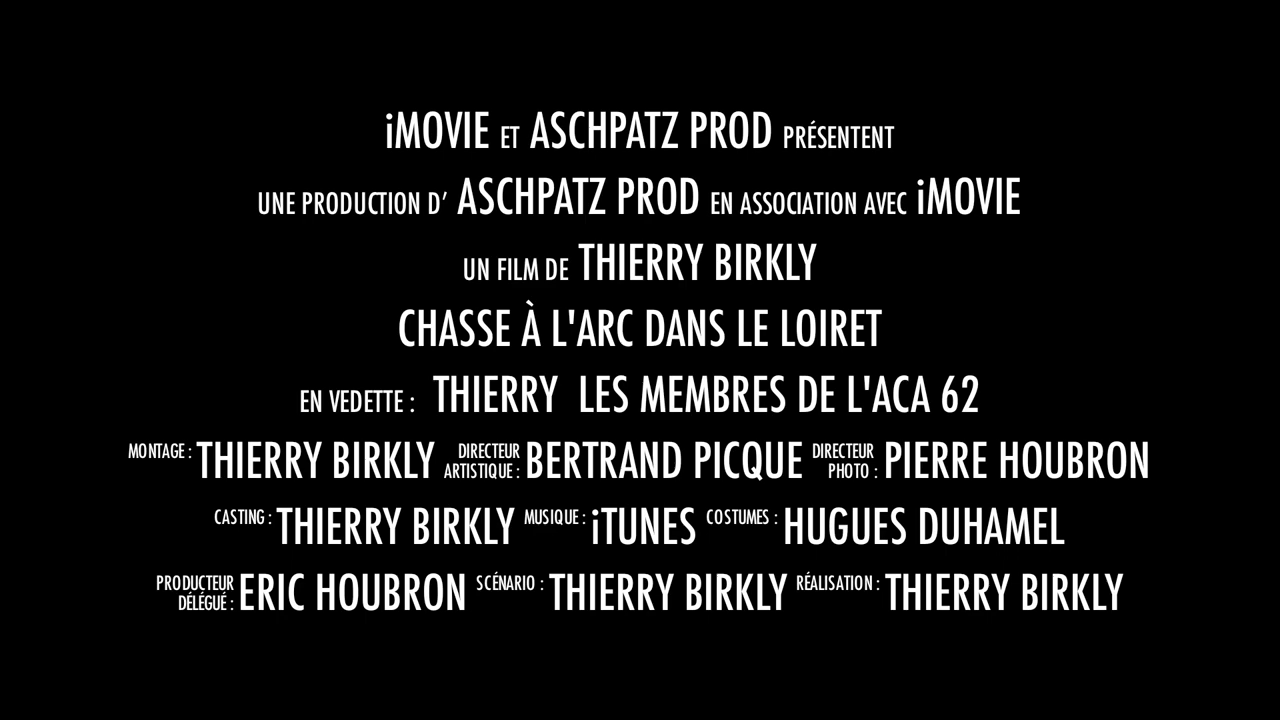 iMOVIE ET ASCHPATZ PROD PRÉSENTENT
UNE PRODUCTION D’ ASCHPATZ PROD EN ASSOCIATION AVEC iMOVIE
UN FILM DE THIERRY BIRKLY
CHASSE À L'ARC DANS LE LOIRET
EN VEDETTE : THIERRY LES MEMBRES DE L'ACA 62
MONTAGE : THIERRY BIRKLY DIRECTEUR ARTISTIQUE : BERTRAND PICQUE DIRECTEUR PHOTO : PIERRE HOUBRON
CASTING : THIERRY BIRKLY MUSIQUE : iTUNES COSTUMES : HUGUES DUHAMEL
PRODUCTEUR DÉLÉGUÉ : ERIC HOUBRON SCÉNARIO : THIERRY BIRKLY RÉALISATION : THIERRY BIRKLY